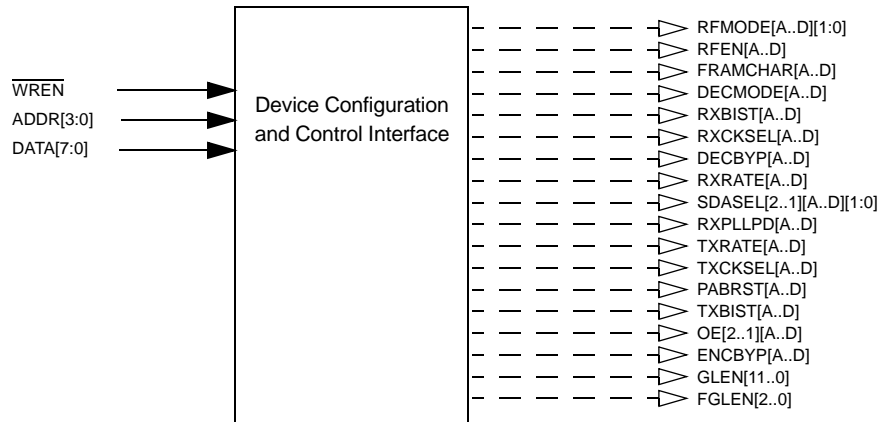 WREN
ADDR[3:0]
DATA[7:0]
Device Configuration
and Control Interface
RFMODE[A..D][1:0]
RFEN[A..D]
FRAMCHAR[A..D]
DECMODE[A..D]
RXBIST[A..D]
RXCKSEL[A..D]
DECBYP[A..D]
RXRATE[A..D]
SDASEL[2..1][A..D][1:0]
RXPLLPD[A..D]
TXRATE[A..D]
TXCKSEL[A..D]
PABRST[A..D]
TXBIST[A..D]
OE[2..1][A..D]
ENCBYP[A..D]
GLEN[11..0]
FGLEN[2..0]